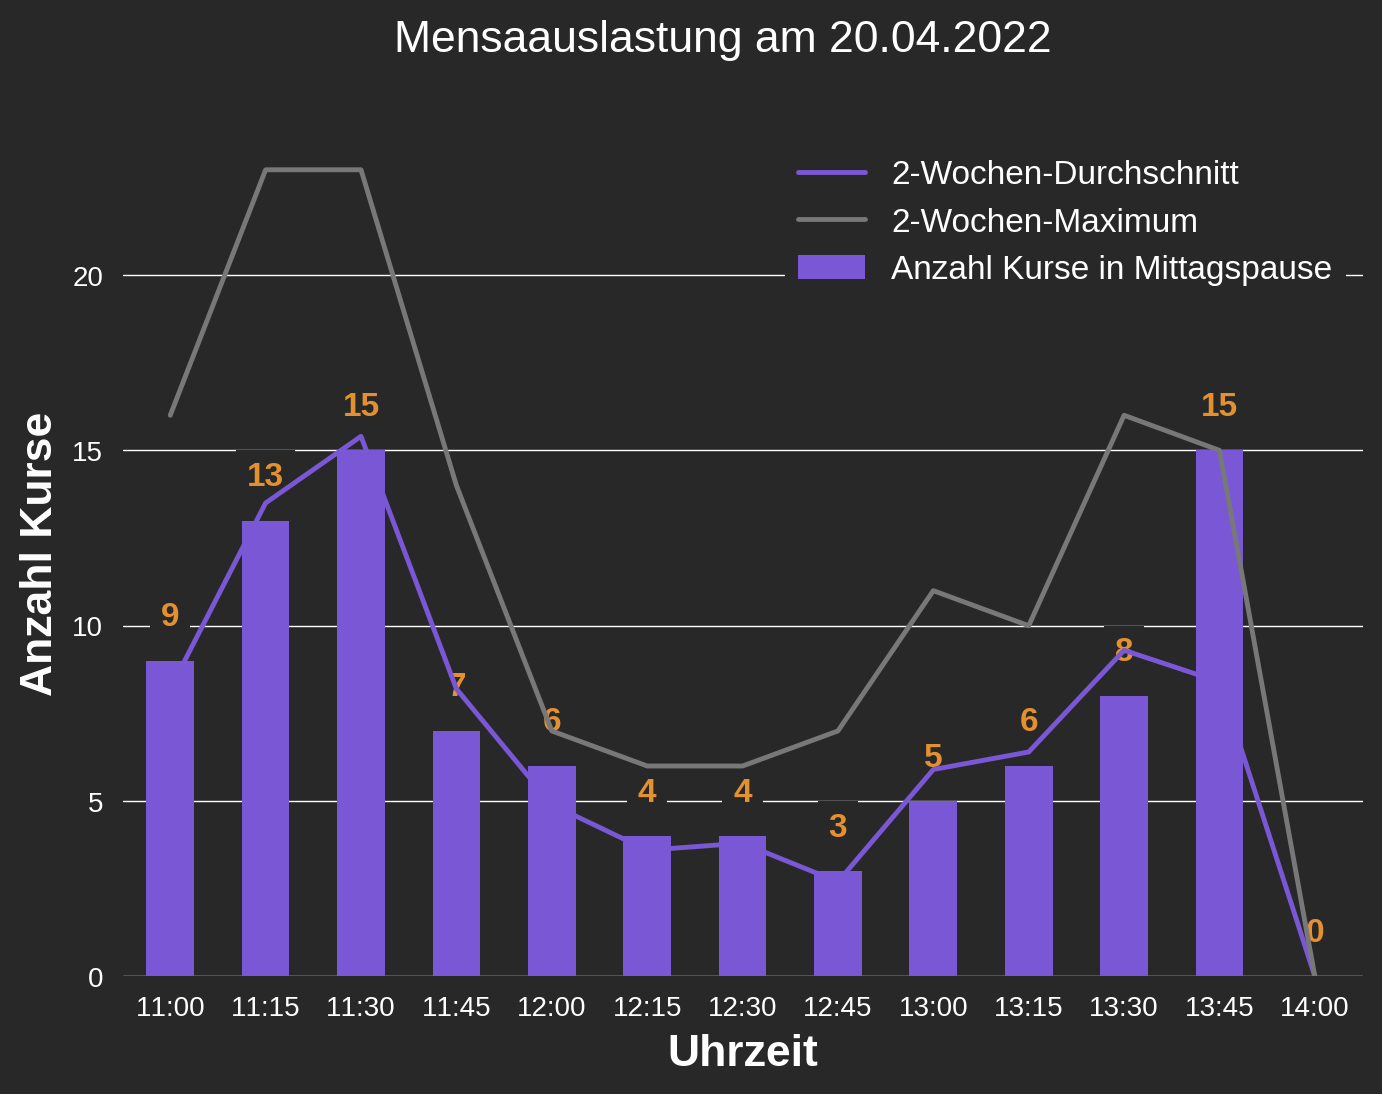 Mensaauslastung am 20.04.2022
2-Wochen-Durchschnitt
2-Wochen-Maximum
Anzahl Kurse in Mittagspause
Anzahl Kurse
20
15
10
5
0
9
13
15
7
6
4
4
3
5
6
8
15
0
11:00 11:15 11:30 11:45 12:00 12:15 12:30 12:45 13:00 13:15 13:30 13:45 14:00
Uhrzeit